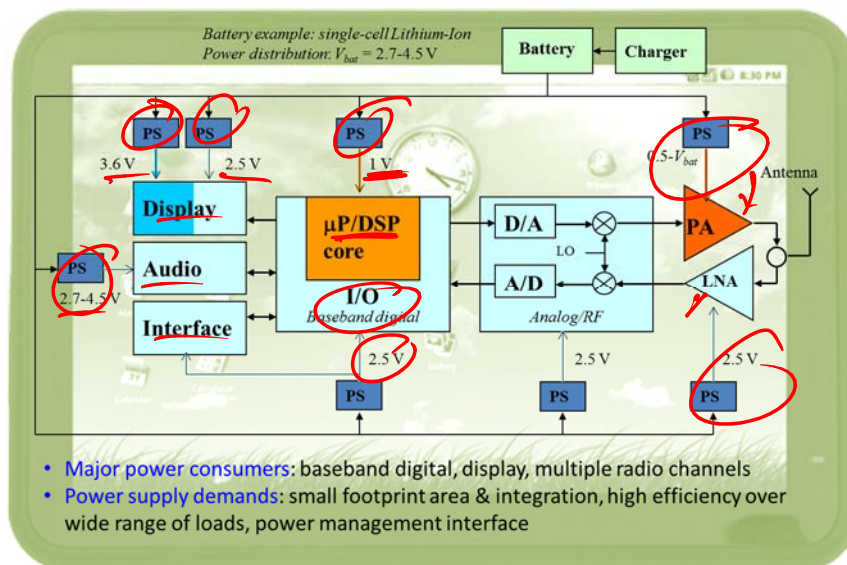 Battery example: single-cell Lithium-Ion
Power distribution: Vbat = 2.7-4.5 V
Battery
Charger
8:30 PM
PS
PS
PS
PS
3.6 V
2.5 V
1 V
0.5-Vbat
Antenna
Display
µP/DSP
core
D/A
PA
PS
Audio
LO
2.7-4.5 V
I/O
A/D
LNA
Interface
Baseband digital
Analog/RF
2.5 V
2.5 V
2.5 V
PS
PS
PS
Calendar
Gallery
• Major power consumers: baseband digital, display, multiple radio channels
• Power supply demands: small footprint area & integration, high efficiency over
wide range of loads, power management interface